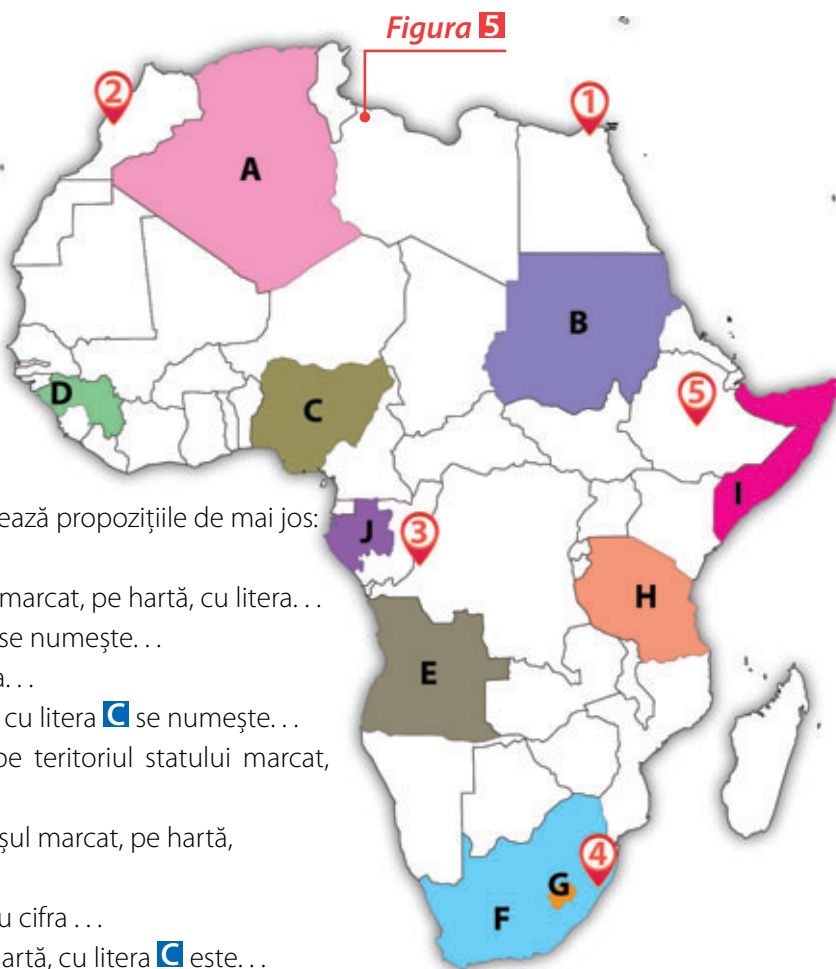 Figura 5
2
1
A
B
5
D
C
I
ează propozițiile de mai jos:
J
3
marcat, pe hartă, cu litera...
H
se numește...
a...
E
cu litera C se numește...
pe teritoriul statului marcat,
șul marcat, pe hartă,
4
G
F
u cifra ...
artă, cu litera C este...